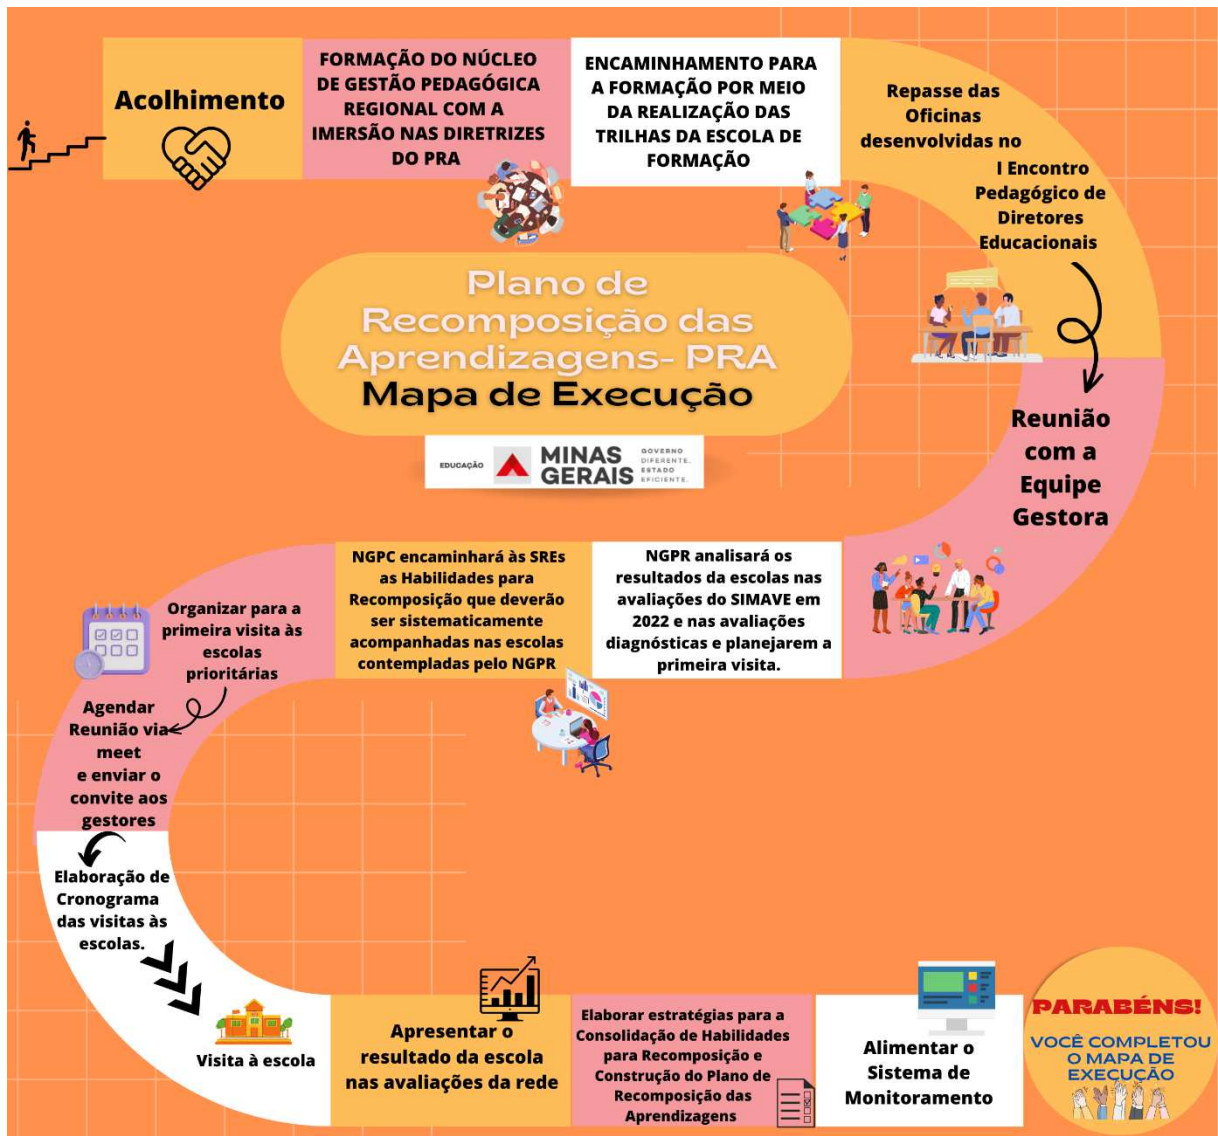 Acolhimento
FORMAÇÃO DO NÚCLEO
DE GESTÃO PEDAGÓGICA
REGIONAL COM A
IMERSÃO NAS DIRETRIZES
DO PRA
ENCAMINHAMENTO PARA
A FORMAÇÃO POR MEIO
DA REALIZAÇÃO DAS
TRILHAS DA ESCOLA DE
FORMAÇÃO
Repasse das
Oficinas
desenvolvidas no
I Encontro
Pedagógico de
Diretores
Educacionais
Plano de
Recomposição das
Aprendizagens- PRA
Mapa de Execução
EDUCAÇÃO
MINAS
GERAIS
GOVERNO
DIFERENTE.
ESTADO
EFICIENTE.
Reunião
com a
Equipe
Gestora
NGPR analisará os
resultados da escolas nas
avaliações do SIMAVE em
2022 e nas avaliações
diagnósticas e planejarem a
primeira visita.
NGPC encaminhará às SREs
as Habilidades para
Recomposição que deverão
ser sistematicamente
acompanhadas nas escolas
contempladas pelo NGPR
Organizar para a
primeira visita às
escolas
prioritárias
Agendar
Reunião via
meet
e enviar o
convite aos
gestores
Elaboração de
Cronograma
das visitas às
escolas.
Visita à escola
Apresentar o
resultado da escola
nas avaliações da rede
Elaborar estratégias para a
Consolidação de Habilidades
para Recomposição e
Construção do Plano de
Recomposição das
Aprendizagens
Alimentar o
Sistema de
Monitoramento
PARABÉNS!
VOCÊ COMPLETOU
O MAPA DE
EXECUÇÃO